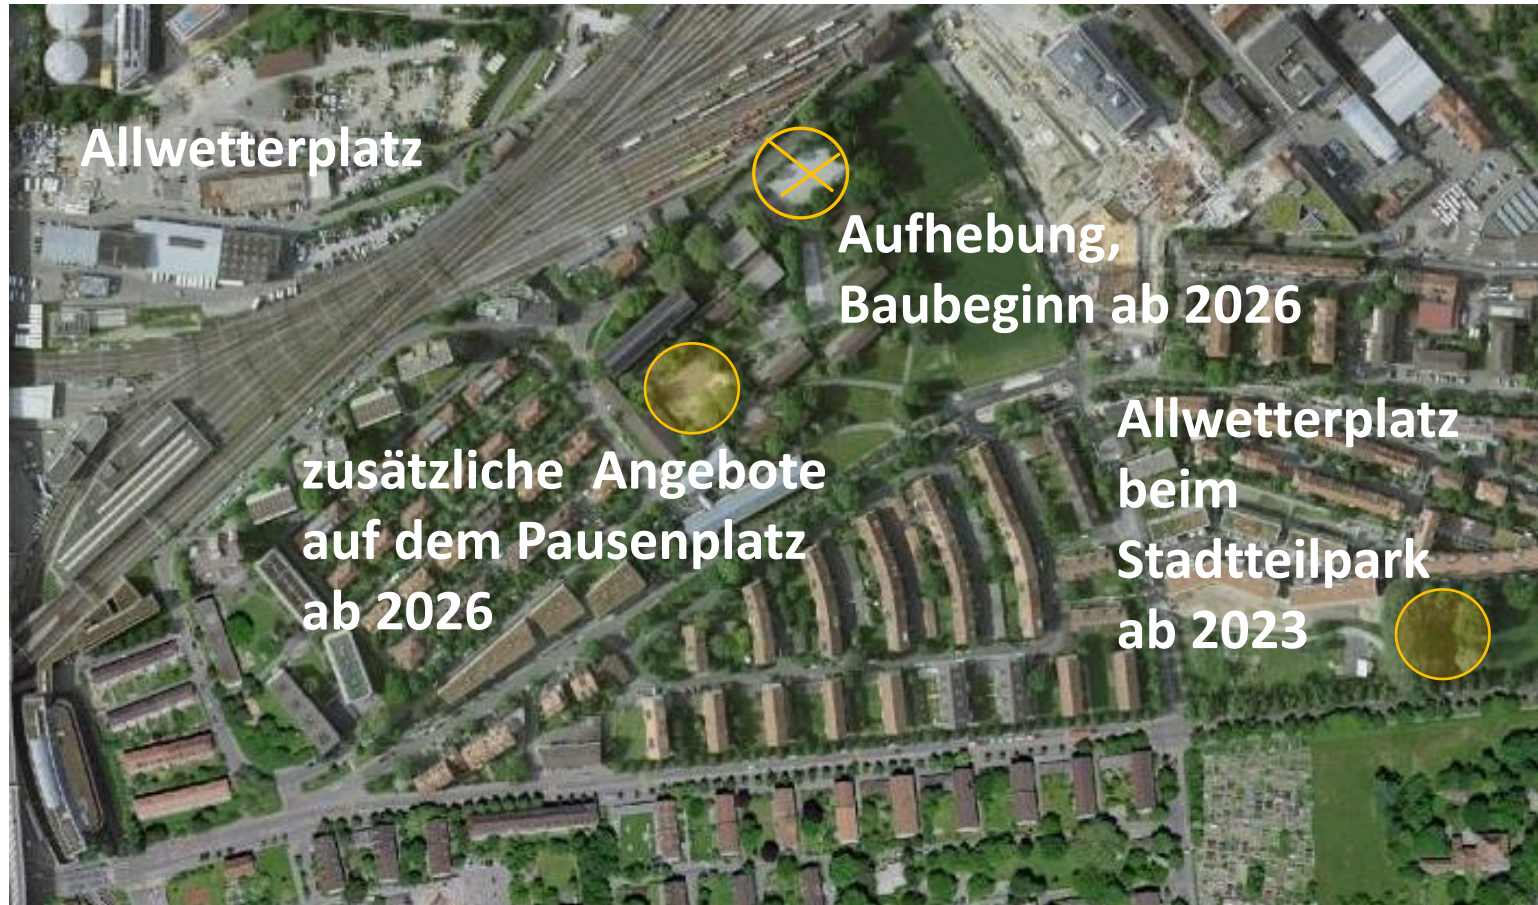 Allwetterplatz
Aufhebung,
Baubeginn ab 2026
zusätzliche Angebote
auf dem Pausenplatz
ab 2026
Allwetterplatz
beim
Stadtteilpark
ab 2023